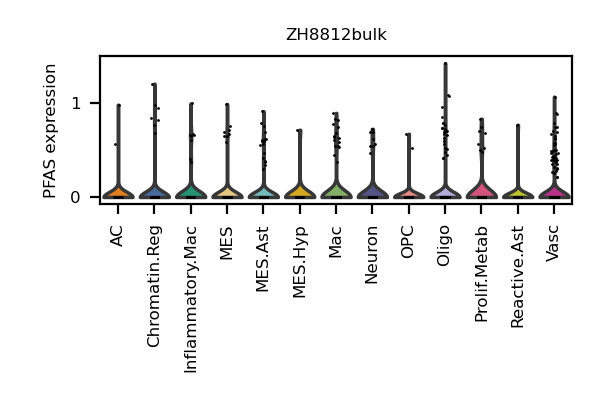 ZH8812bulk
PFAS expression
1
0
AC
Chromatin.Reg
Inflammatory.Mac
MES
MES.Ast
MES.Hyp
Mac
Neuron
OPC
Oligo
Prolif.Metab
Reactive.Ast
Vasc